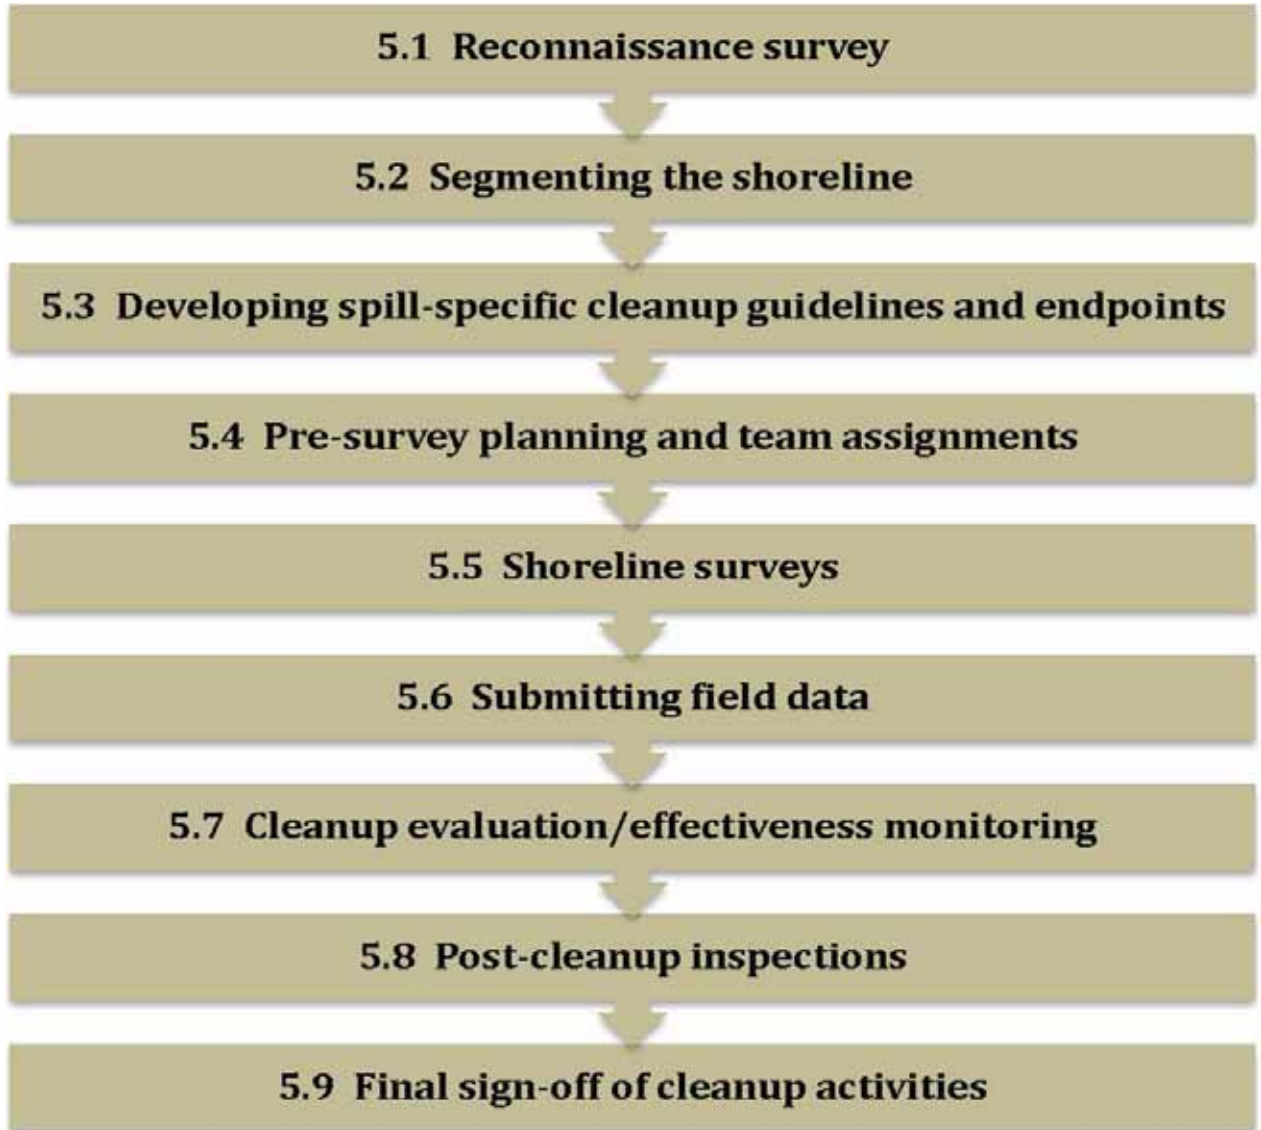 5.1 Reconnaissance survey
5.2 Segmenting the shoreline
5.3 Developing spill-specific cleanup guidelines and endpoints
5.4 Pre-survey planning and team assignments
5.5 Shoreline surveys
5.6 Submitting field data
5.7 Cleanup evaluation/effectiveness monitoring
5.8 Post-cleanup inspections
5.9 Final sign-off of cleanup activities